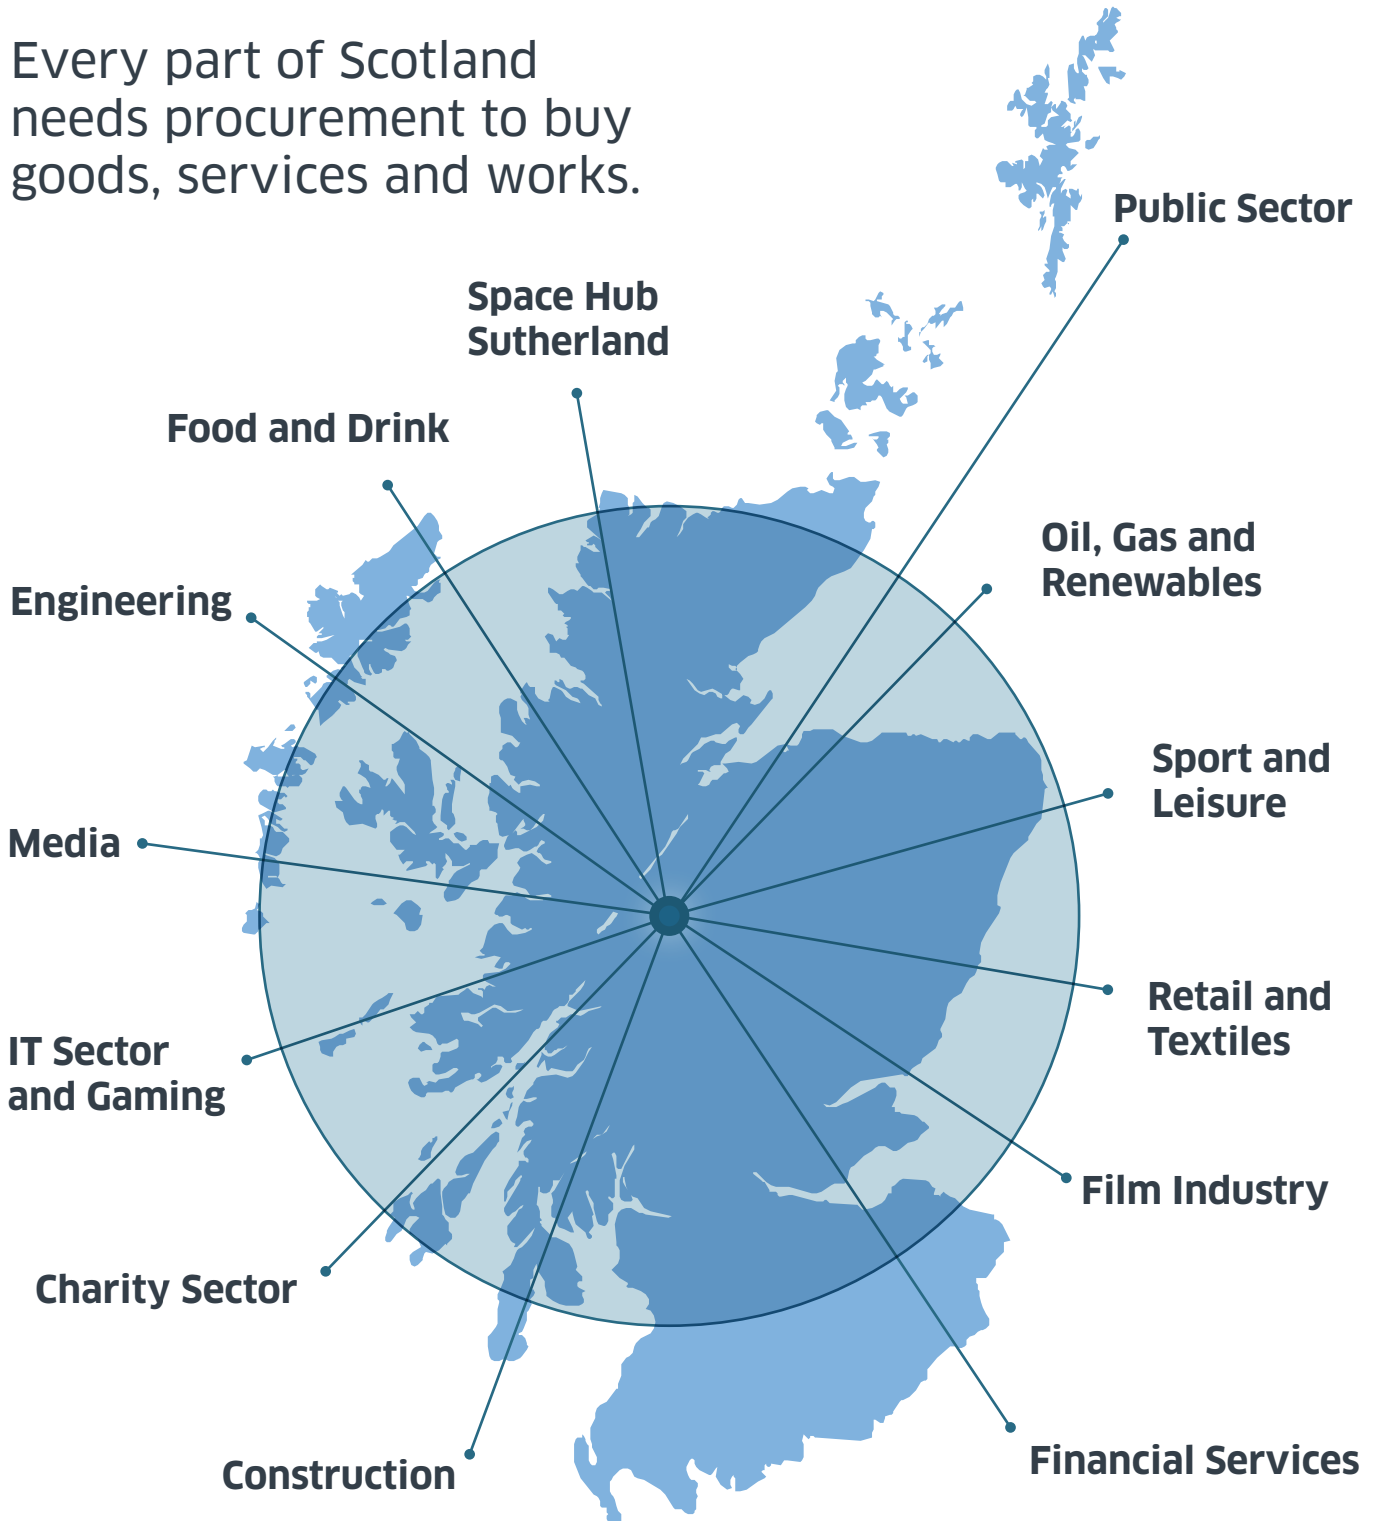 Every part of Scotland
needs procurement to buy
goods, services and works.
Public Sector
Space Hub
Sutherland
Food and Drink
Oil, Gas and
Renewables
Engineering
Sport and
Leisure
Media
Retail and
Textiles
IT Sector
and Gaming
Film Industry
Charity Sector
Financial Services
Construction